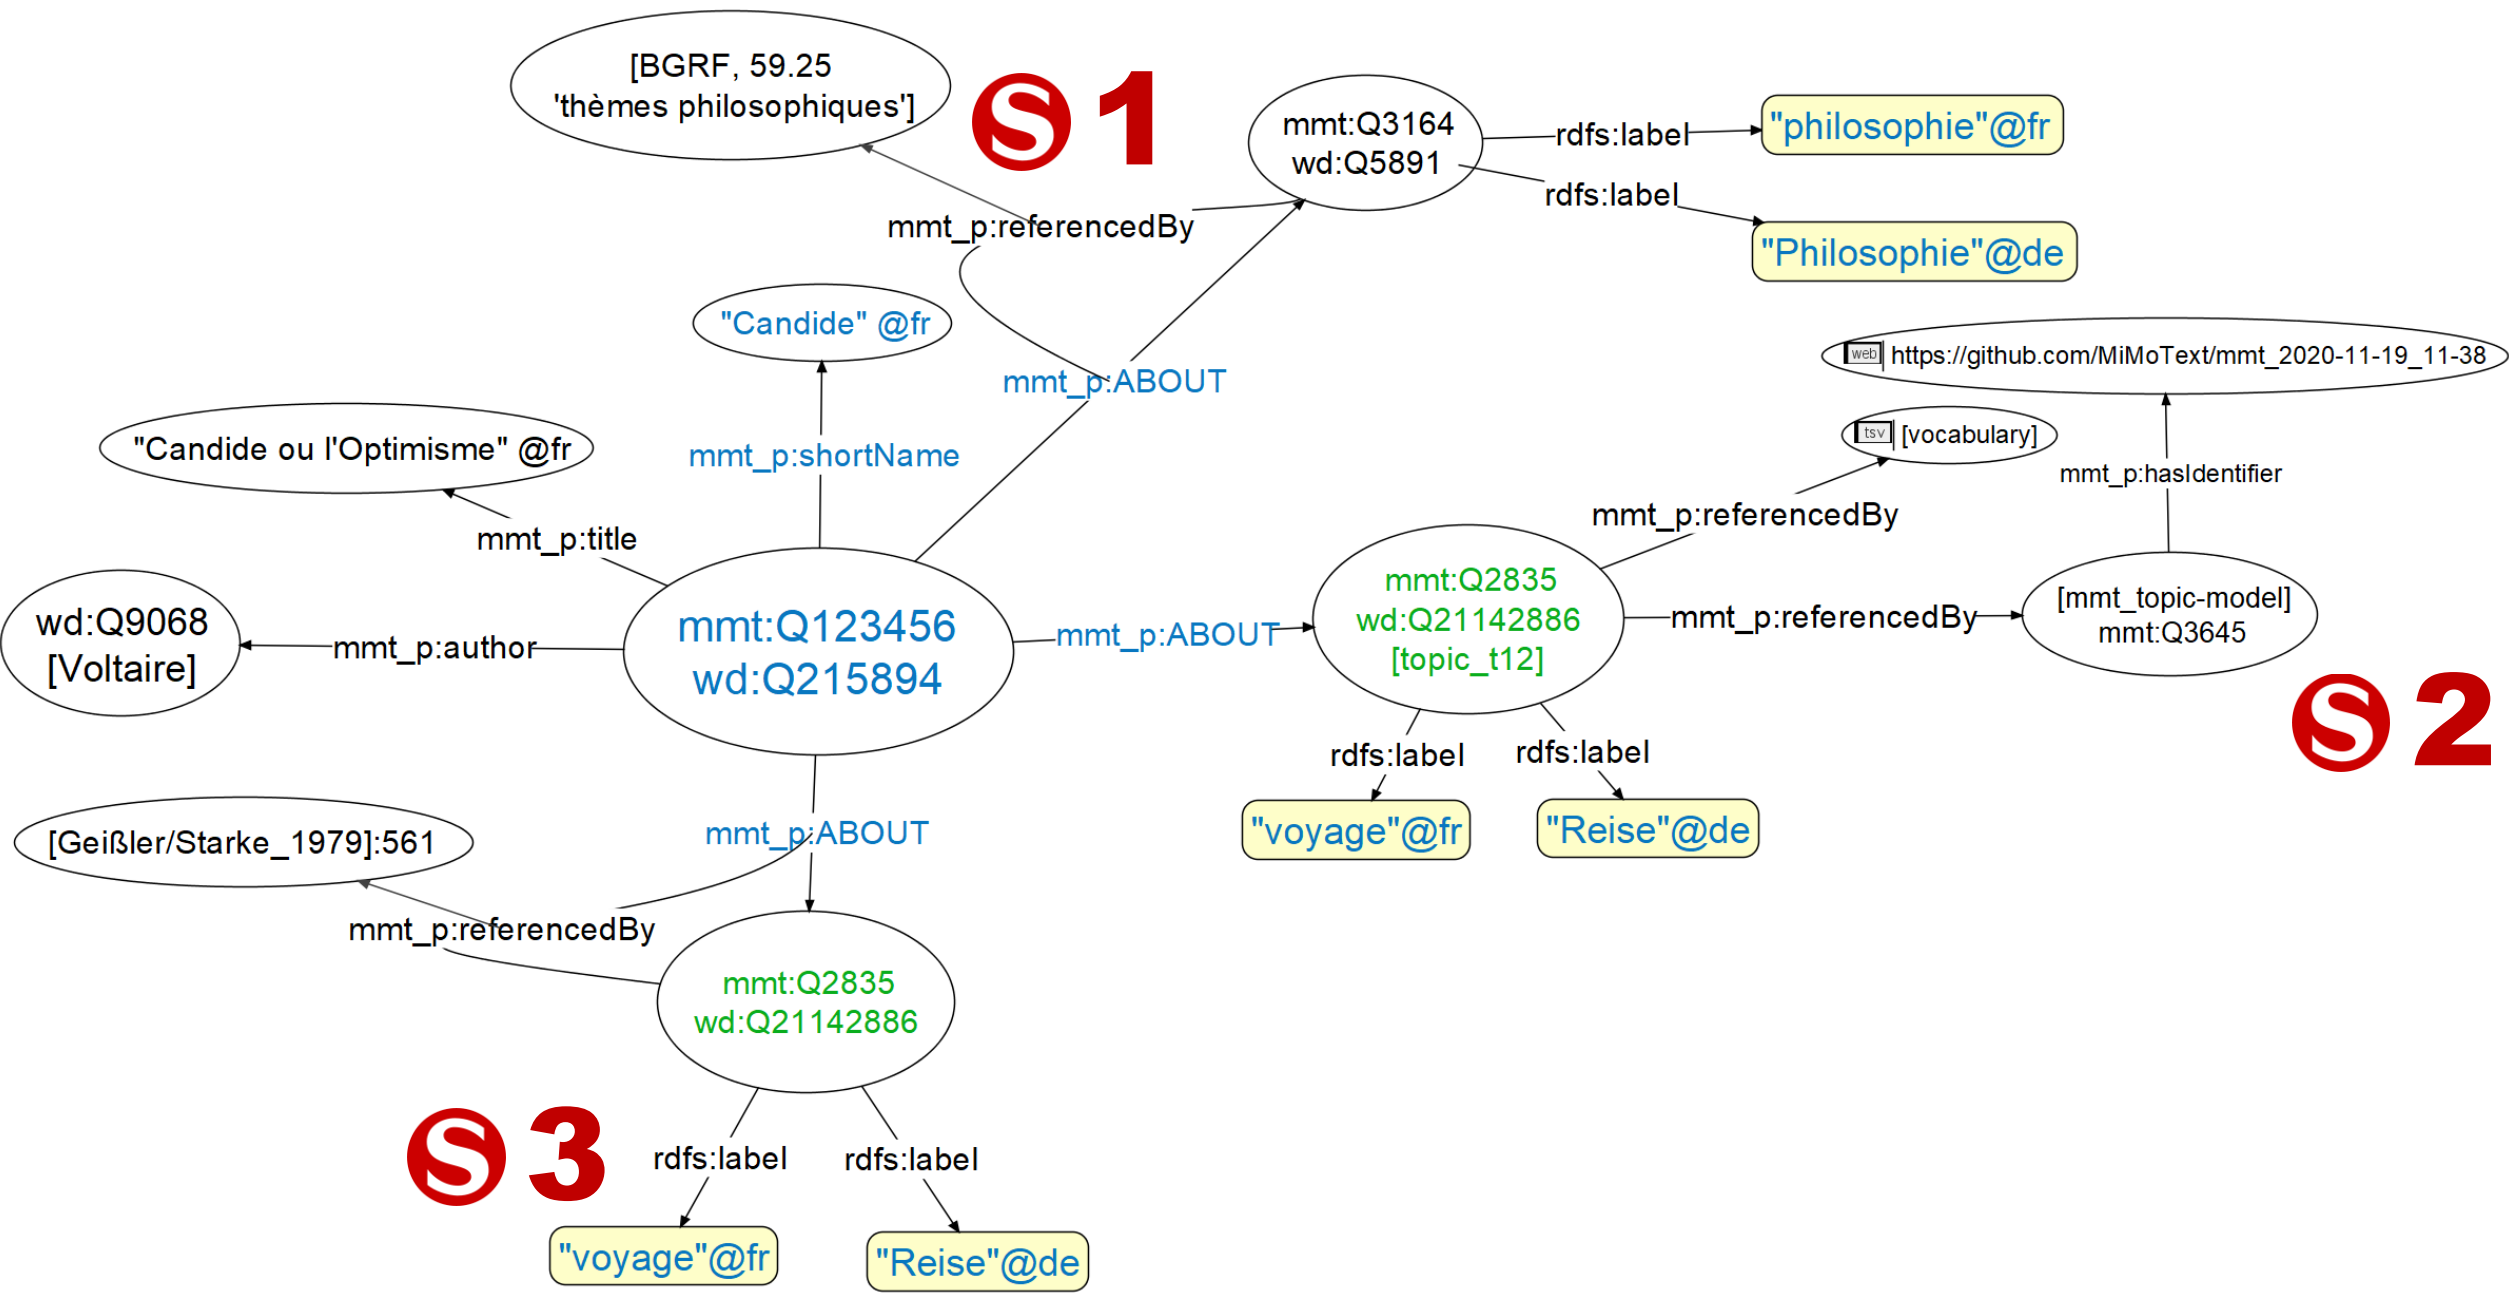 [BGRF, 59.25
'thèmes philosophiques']
S 1
mmt:Q3164
wd:Q5891
rdfs:label
"philosophie"@fr
rdfs:label
"Philosophie"@de
mmt_p:referencedBy
"Candide" @fr
mmt_p:ABOUT
web https://github.com/MiMoText/mmt_2020-11-19_11-38
tsv [vocabulary]
"Candide ou l'Optimisme" @fr
mmt_p:shortName
mmt_p:hasIdentifier
mmt_p:referencedBy
mmt_p:title
mmt:Q2835
wd:Q21142886
[topic_t12]
[mmt_topic-model]
mmt:Q3645
mmt_p:referencedBy
wd:Q9068
[Voltaire]
mmt_p:author
mmt:Q123456
wd:Q215894
mmt_p:ABOUT
S 2
rdfs:label
rdfs:label
"voyage"@fr
"Reise"@de
mmt_p:ABOUT
[Geißler/Starke_1979]:561
mmt_p:referencedBy
mmt:Q2835
wd:Q21142886
S 3
rdfs:label
rdfs:label
"voyage"@fr
"Reise"@de